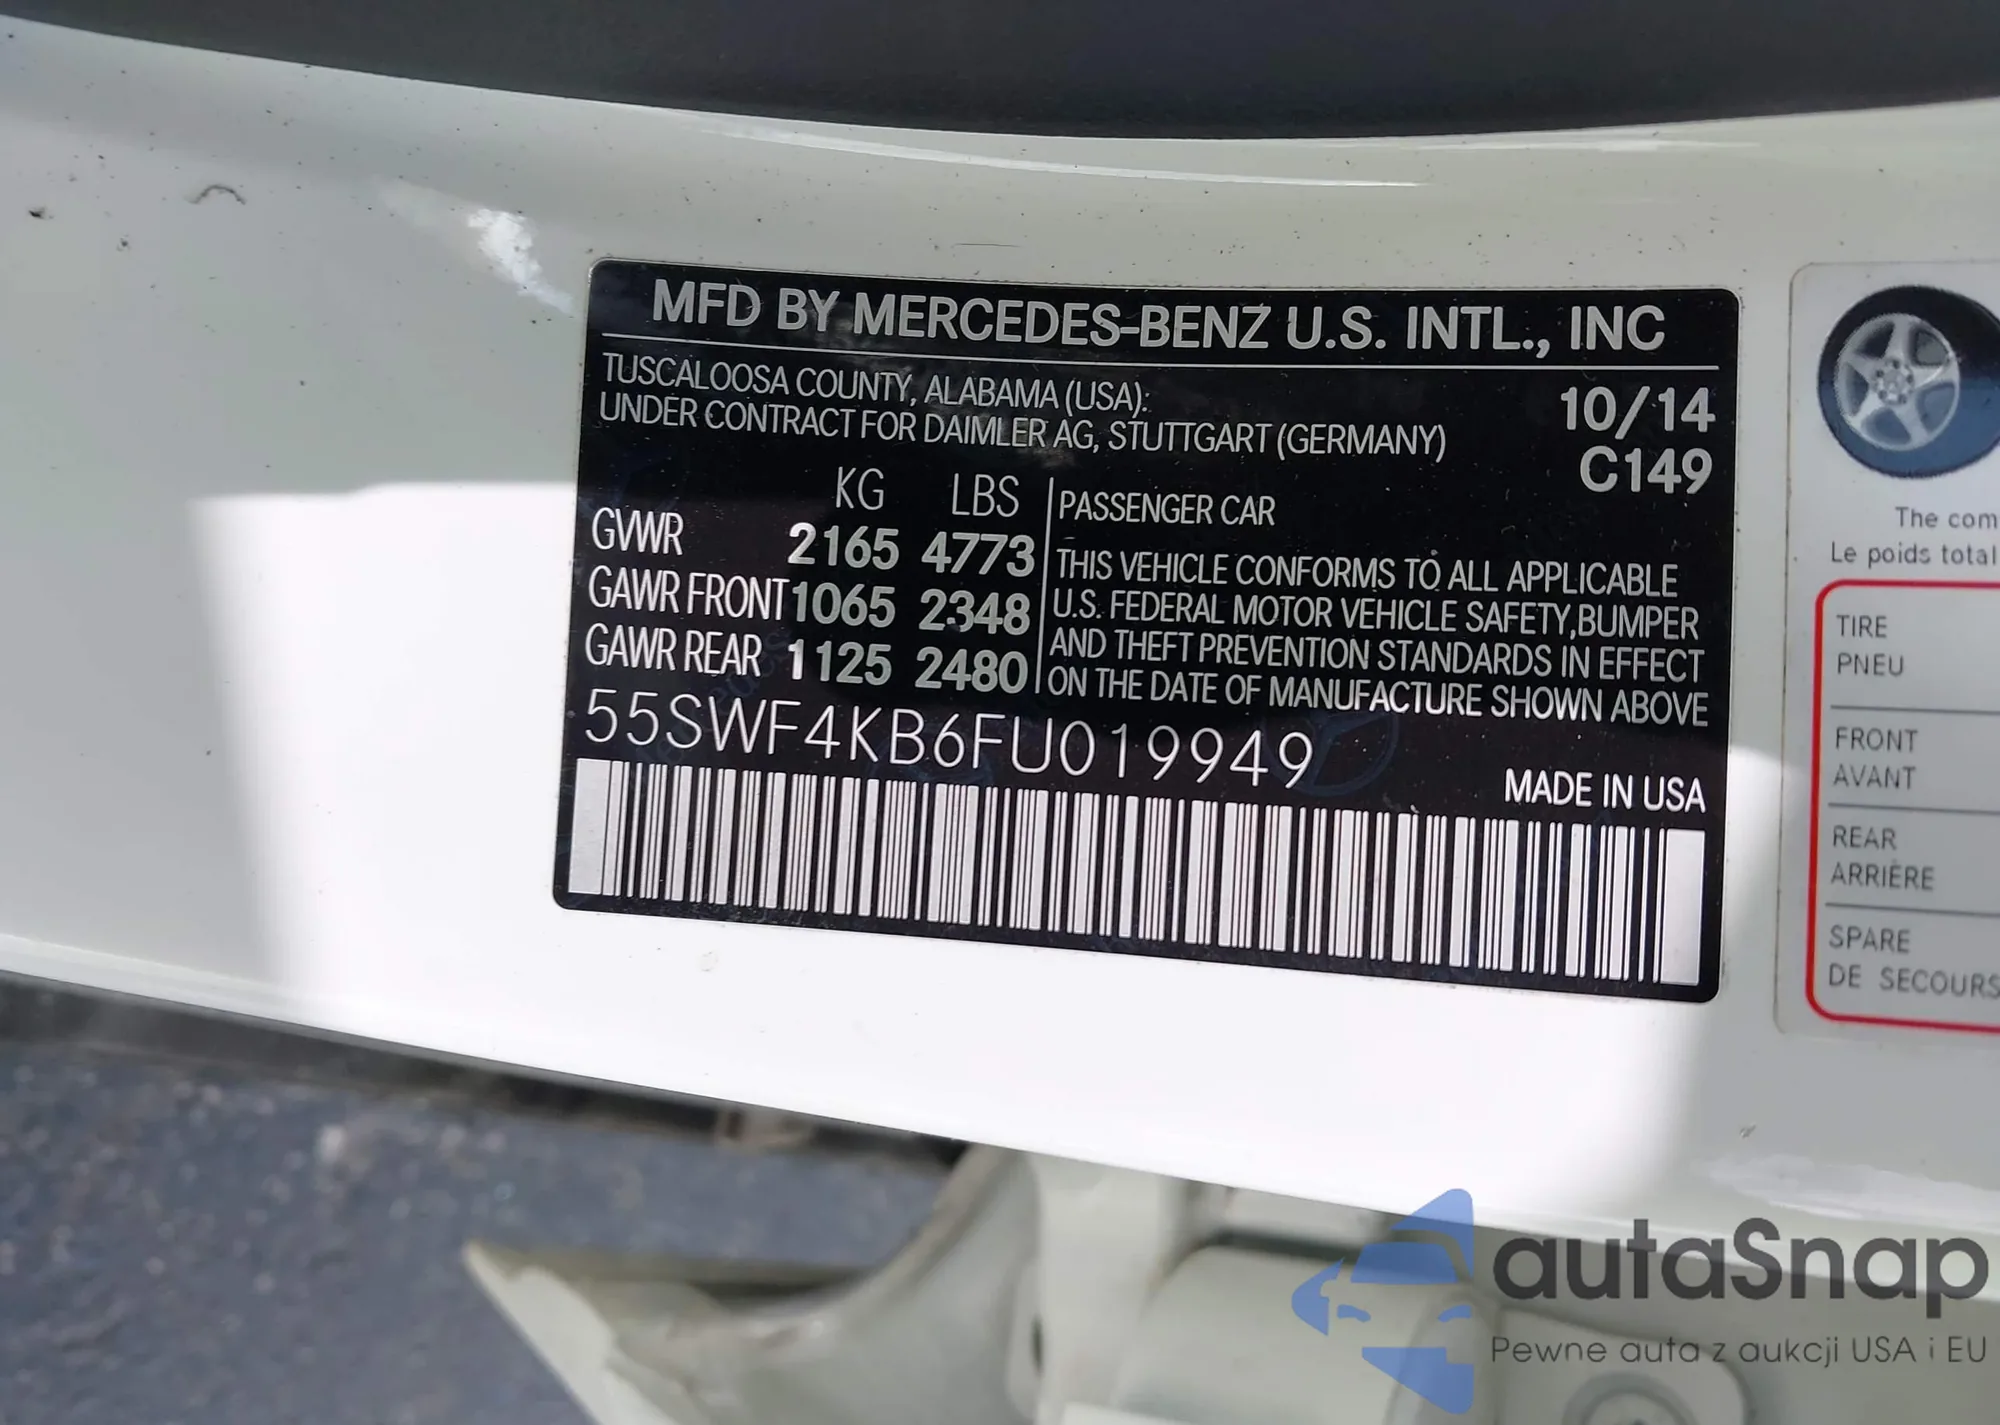 MFD BY MERCEDES-BENZ U.S. INTL., INC
TUSCALOOSA COUNTY, ALABAMA (USA):
UNDER CONTRACT FOR DAIMLER AG, STUTTGART (GERMANY)
10/14
C149
KG LBS
GVWR 2165 4773
GAWR FRONT 1065 2348
GAWR REAR 1125 2480
PASSENGER CAR
THIS VEHICLE CONFORMS TO ALL APPLICABLE
U.S. FEDERAL MOTOR VEHICLE SAFETY,BUMPER
AND THEFT PREVENTION STANDARDS IN EFFECT
ON THE DATE OF MANUFACTURE SHOWN ABOVE
55SWF4KB6FU019949
MADE IN USA
The com
Le poids total
TIRE
PNEU
FRONT
AVANT
REAR
ARRIÈRE
SPARE
DE SECOURS
autaSnap
Pewne auta z aukcji USA i EU